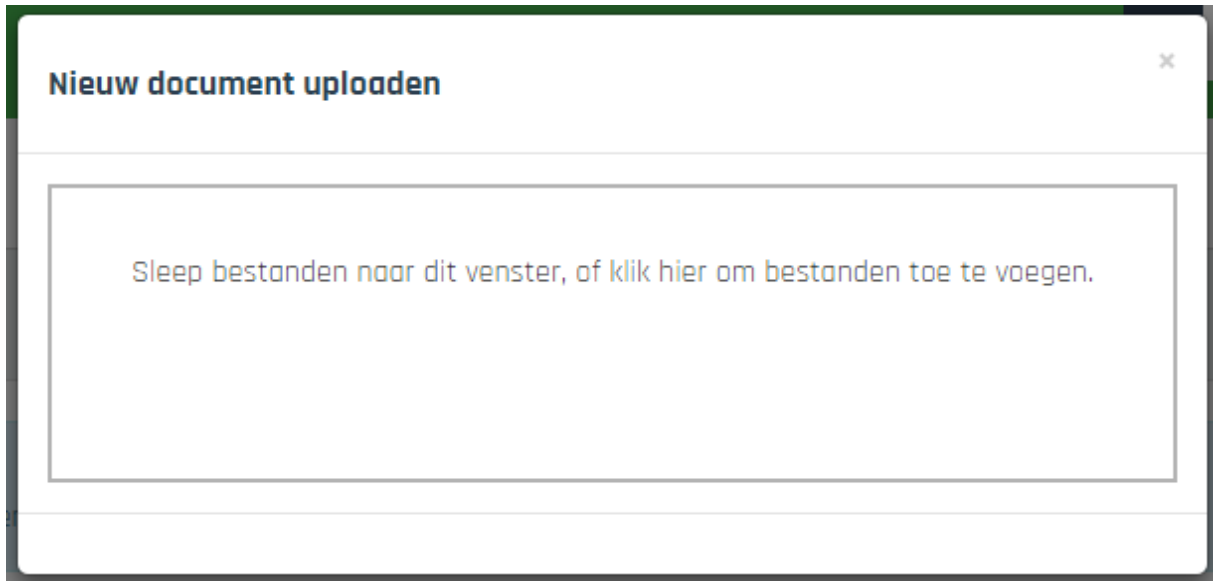 Nieuw document uploaden
×
Sleep bestanden naar dit venster, of klik hier om bestanden toe te voegen.